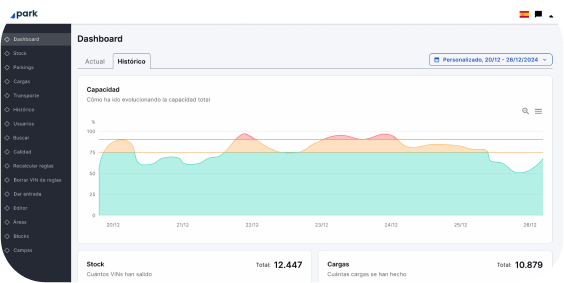 park
Dashboard
Stock
Parkings
Cargas
Transporte
Histórico
Usuarios
Buscar
Calidad
Recalcular reglas
Borrar VIN de reglas
Dar entrada
Editor
Áreas
Blocks
Campas
Dashboard
Actual Histórico
Personalizado, 20/12 - 26/12/2024
Capacidad
Cómo ha ido evolucionando la capacidad total
%
100
75
50
25
0
20/12 21/12 22/12 23/12 24/12 25/12 26/12
Stock
Total: 12.447
Cuántos VINs han salido
Cargas
Total: 10.879
Cuántas cargas se han hecho